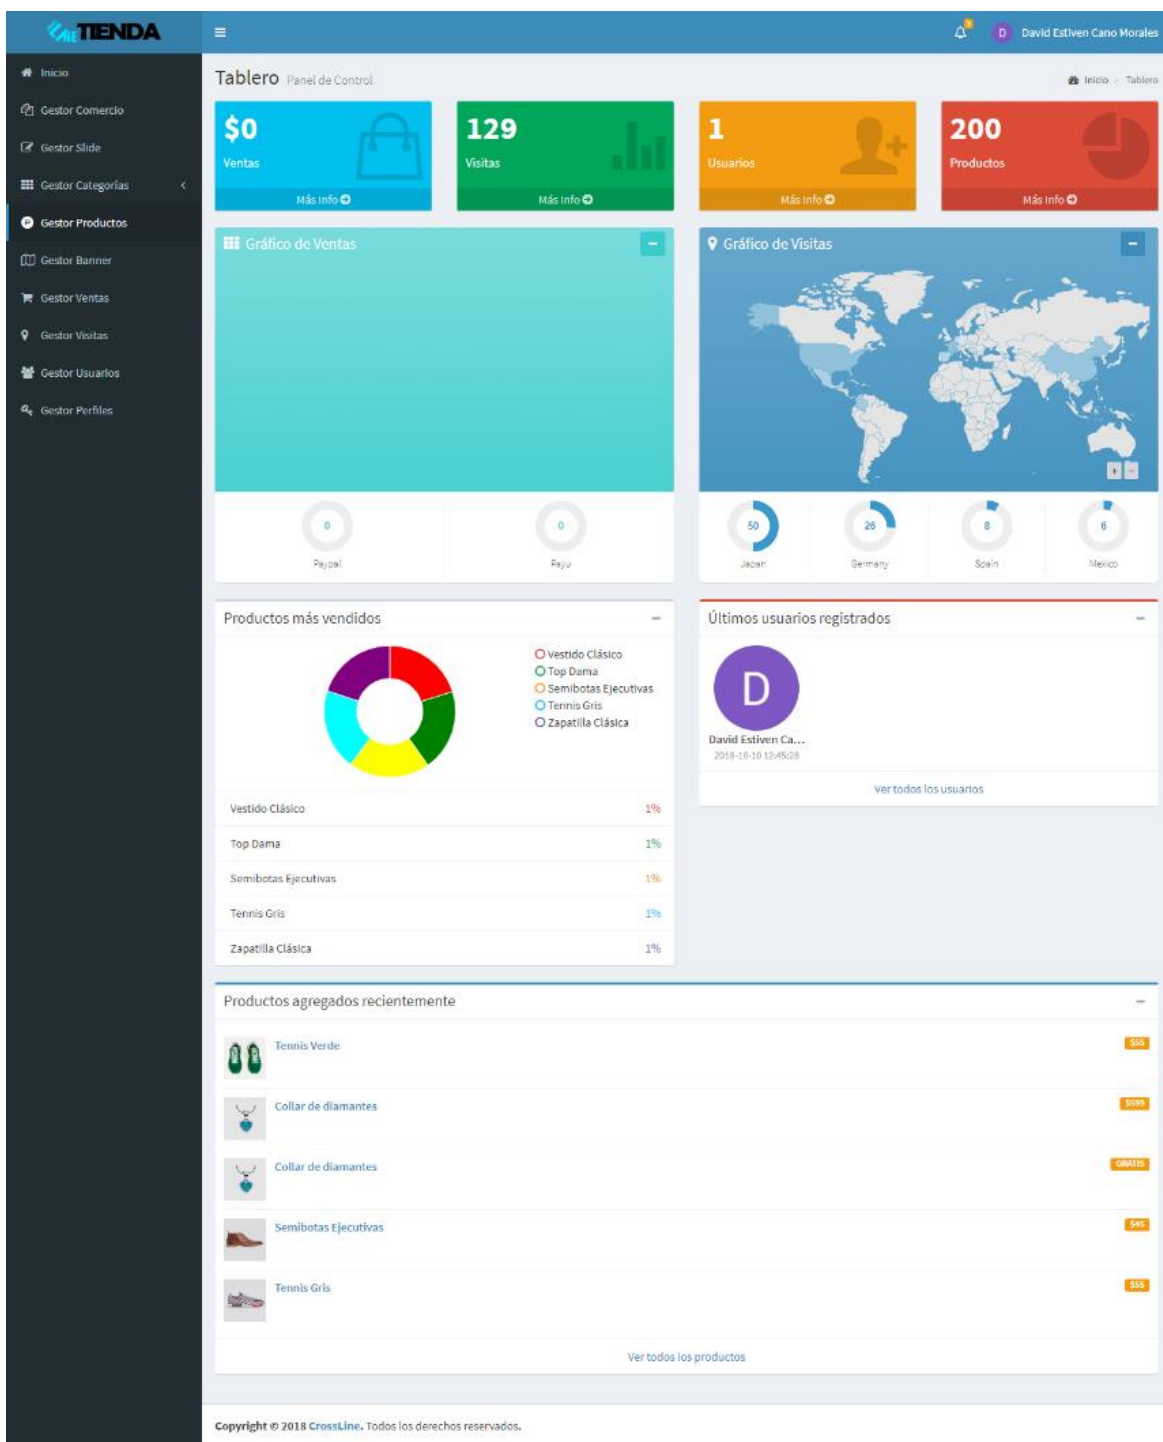 TIENDA
David Estiven Cano Morales
Inicio
Gestor Comercio
Gestor Slide
Gestor Categorías
Gestor Productos
Gestor Banner
Gestor Ventas
Gestor Visitas
Gestor Usuarios
Gestor Perfiles
Tablero Panel de Control
Inicio > Tablero
$0
Ventas
Más Info
129
Visitas
Más Info
1
Usuarios
Más Info
200
Productos
Más Info
Gráfico de Ventas
0
Paypal
0
Payu
Gráfico de Visitas
50
Japan
26
Germany
8
Spain
6
Mexico
Productos más vendidos
Vestido Clásico
Top Dama
Semibotas Ejecutivas
Tennis Gris
Zapatilla Clásica
Vestido Clásico 1%
Top Dama 1%
Semibotas Ejecutivas 1%
Tennis Gris 1%
Zapatilla Clásica 1%
Últimos usuarios registrados
D
David Estiven Ca...
2018-10-10 12:45:28
Ver todos los usuarios
Productos agregados recientemente
Tennis Verde $55
Collar de diamantes $599
Collar de diamantes GRATIS
Semibotas Ejecutivas $45
Tennis Gris $55
Ver todos los productos
Copyright © 2018 CrossLine. Todos los derechos reservados.